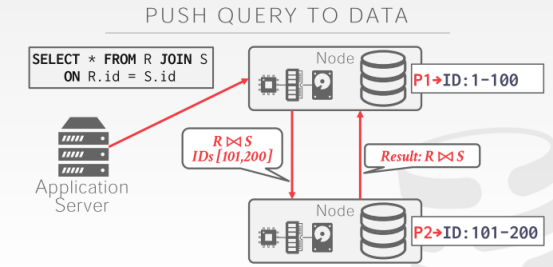 PUSH QUERY TO DATA
SELECT * FROM R JOIN S
ON R.id = S.id
Node
P1→ID:1-100
R ⋈ S
IDs [101,200]
Result: R ⋈ S
Application
Server
Node
P2→ID:101-200